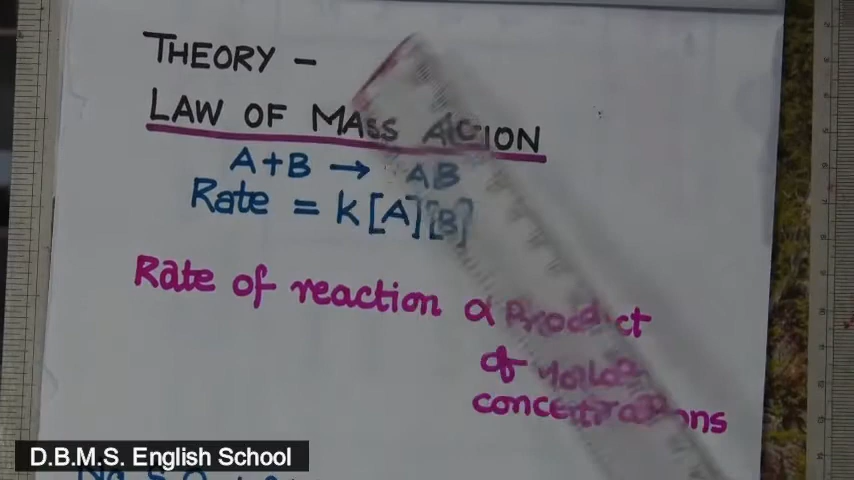 THEORY -
LAW OF MASS ACTION
A+B → AB
Rate = K[A][B]
Rate of reaction α Product
of molar
concentrations
D.B.M.S. English School